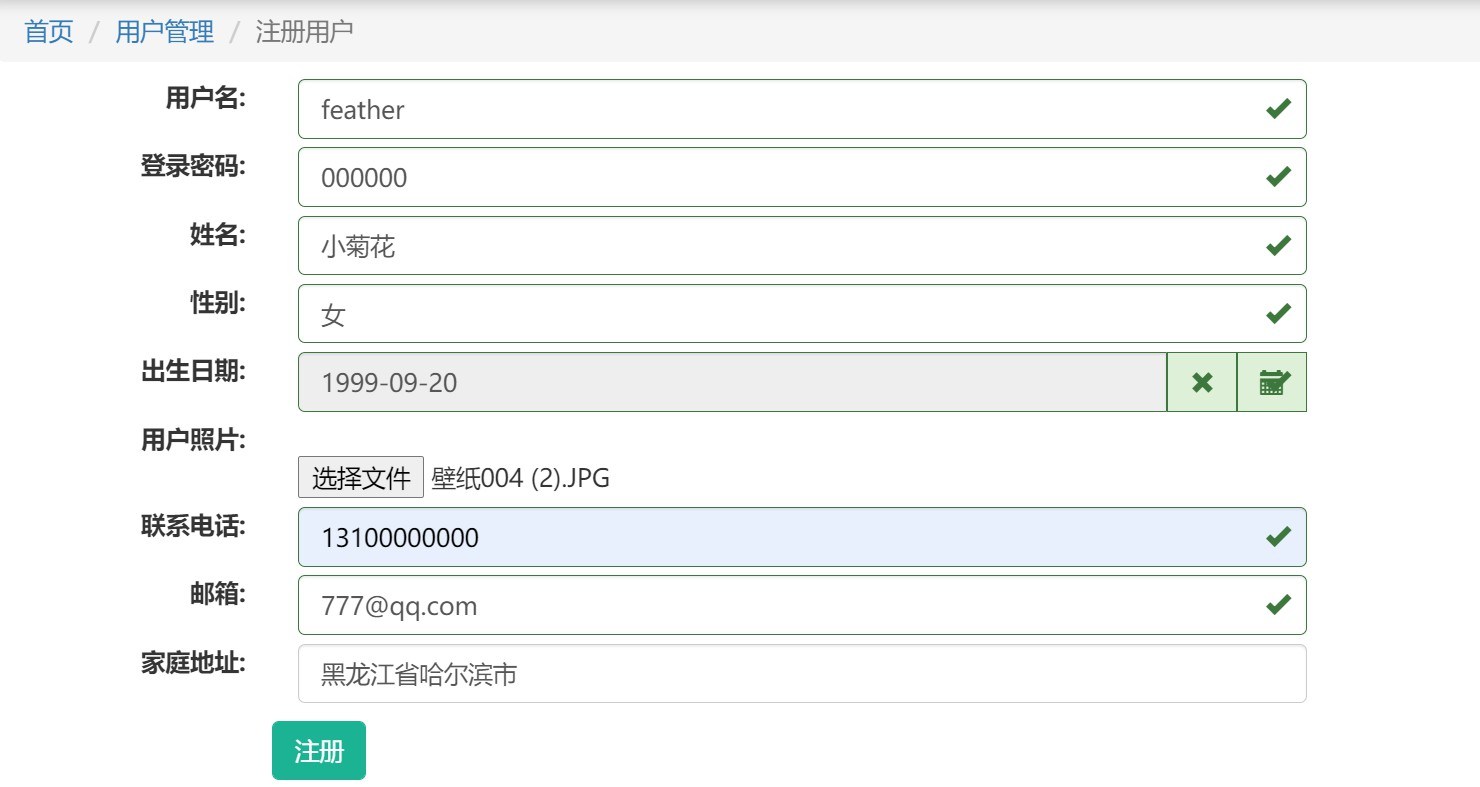 首页 / 用户管理 / 注册用户
用户名: feather
登录密码: 000000
姓名: 小菊花
性别: 女
出生日期: 1999-09-20
用户照片:
选择文件 壁纸004 (2).JPG
联系电话: 13100000000
邮箱: 777@qq.com
家庭地址: 黑龙江省哈尔滨市
注册